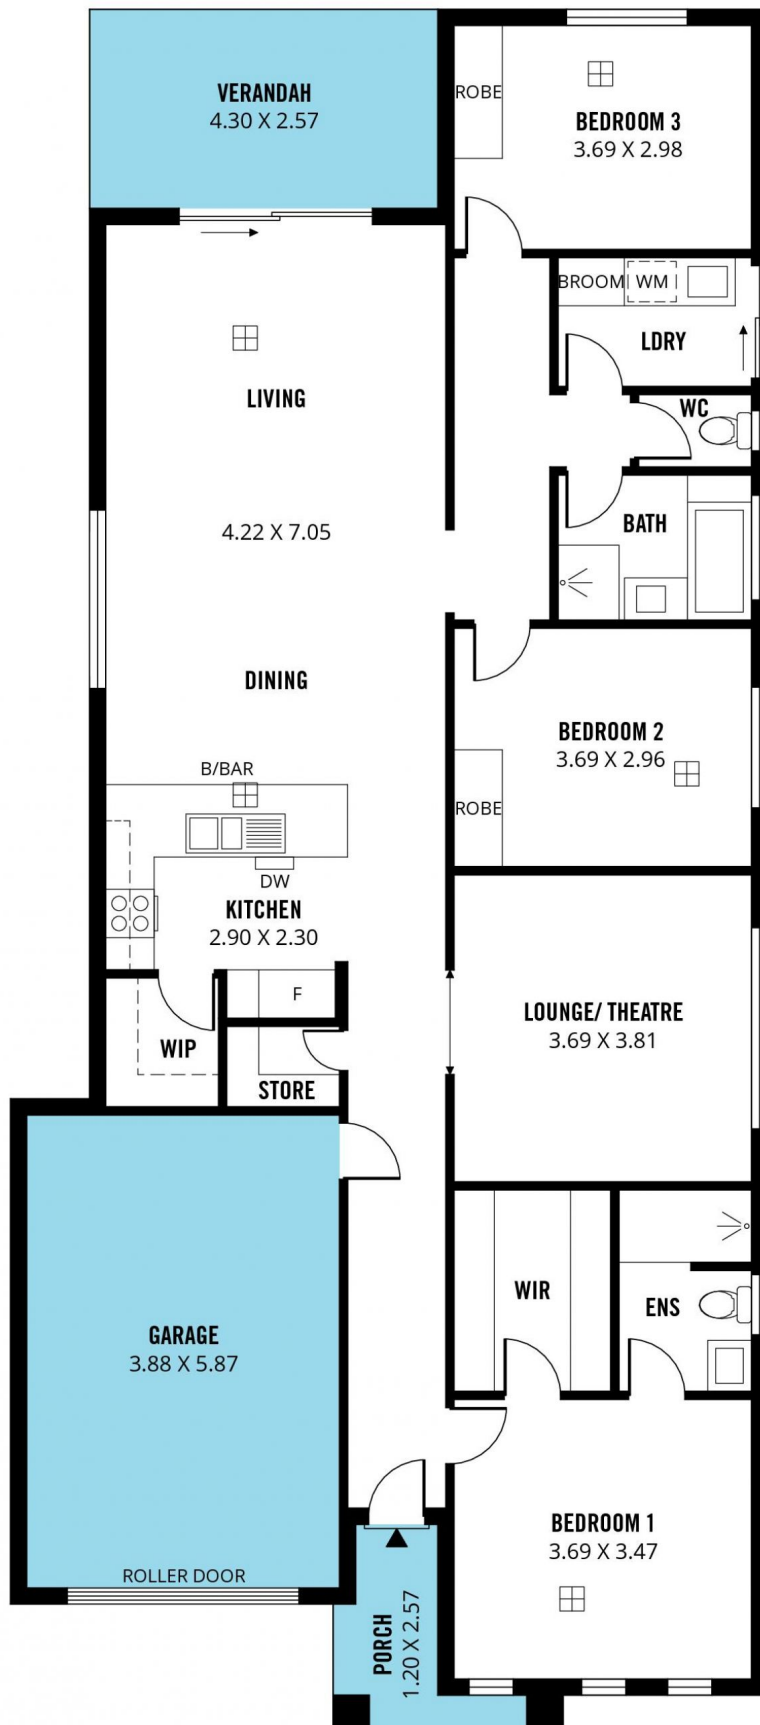 VERANDAH
4.30 X 2.57
ROBE
BEDROOM 3
3.69 X 2.98
BROOM
WM
LDRY
LIVING
WC
4.22 X 7.05
BATH
DINING
BEDROOM 2
3.69 X 2.96
B/BAR
ROBE
DW
KITCHEN
2.90 X 2.30
F
LOUNGE/ THEATRE
3.69 X 3.81
WIP
STORE
WIR
ENS
GARAGE
3.88 X 5.87
BEDROOM 1
3.69 X 3.47
ROLLER DOOR
PORCH
1.20 X 2.57